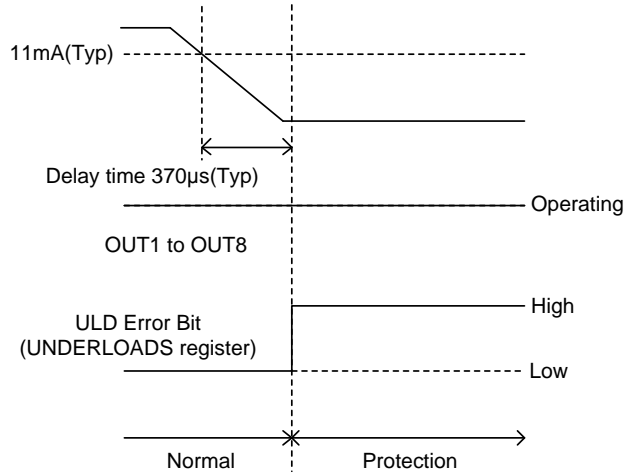 11mA(Typ)
Delay time 370µs(Typ)
Operating
OUT1 to OUT8
High
ULD Error Bit
(UNDERLOADS register)
Low
Normal
Protection